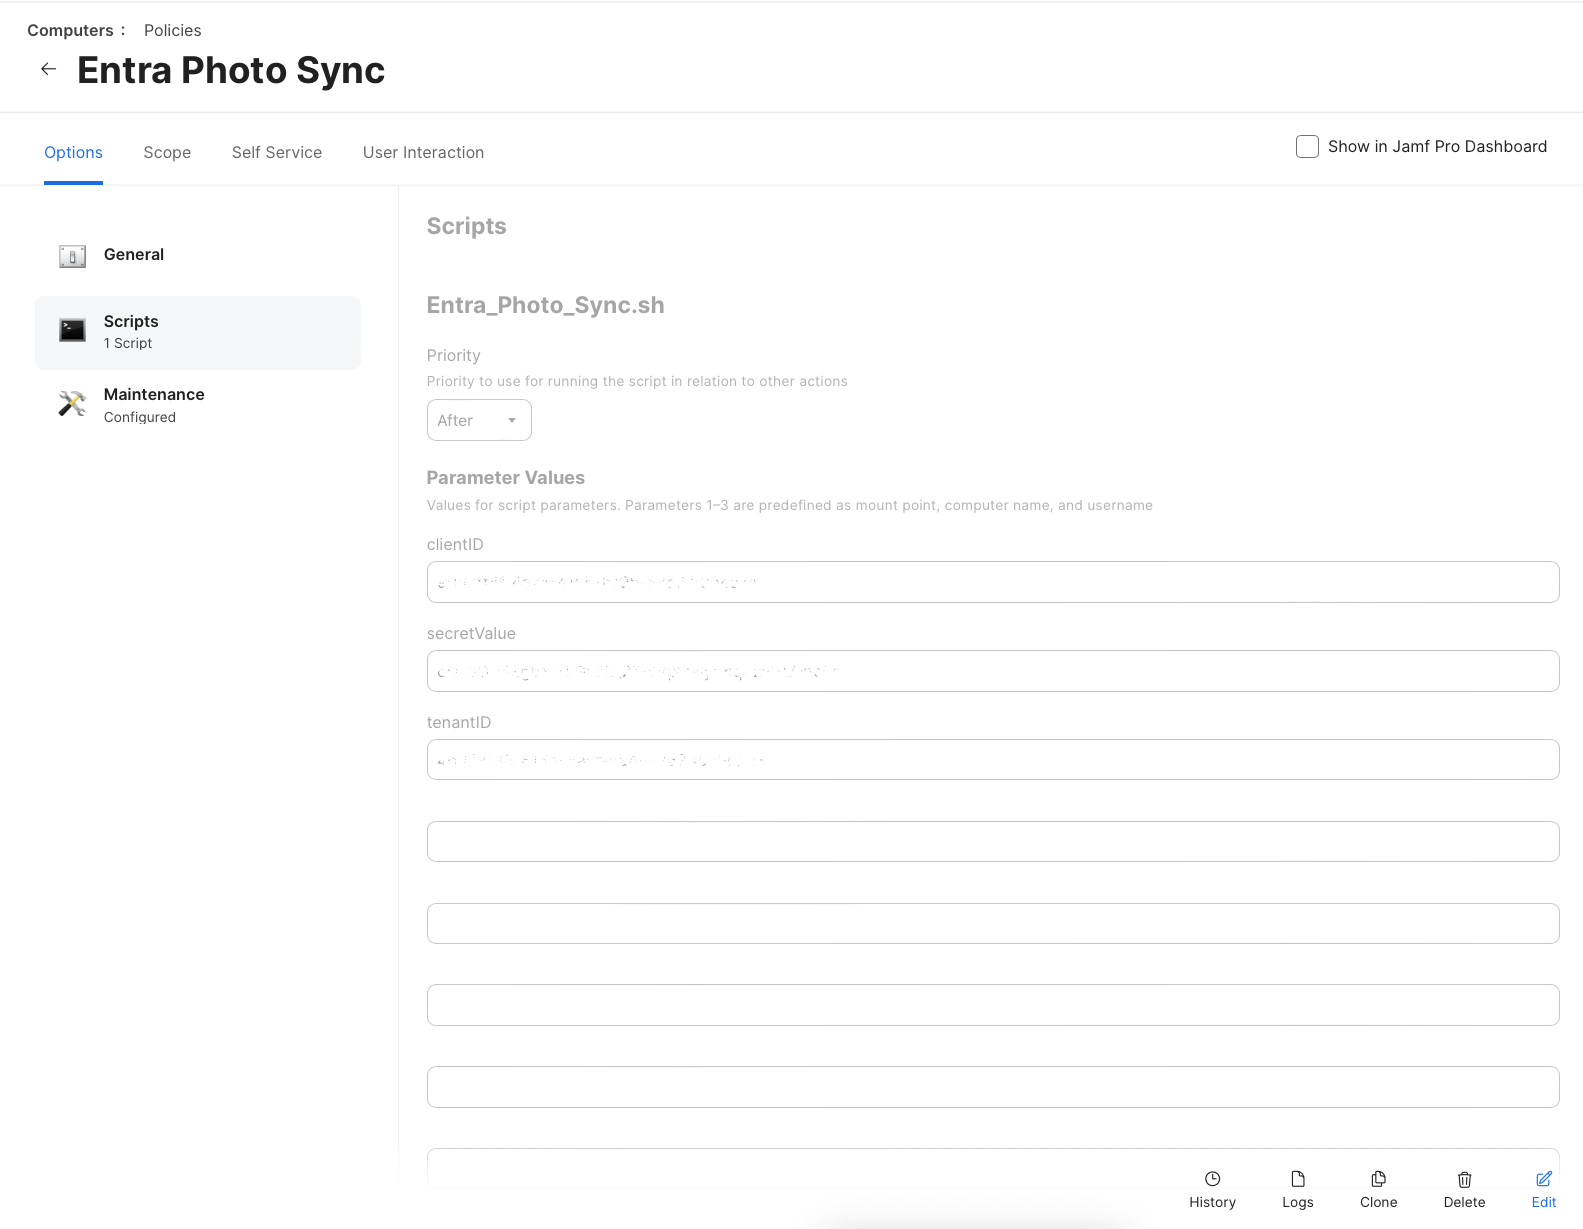 Computers : Policies
Entra Photo Sync
Options Scope Self Service User Interaction
Show in Jamf Pro Dashboard
General
Scripts
1 Script
Maintenance
Configured
Scripts
Entra_Photo_Sync.sh
Priority
Priority to use for running the script in relation to other actions
After
Parameter Values
Values for script parameters. Parameters 1–3 are predefined as mount point, computer name, and username
clientID
secretValue
tenantID
History Logs Clone Delete Edit